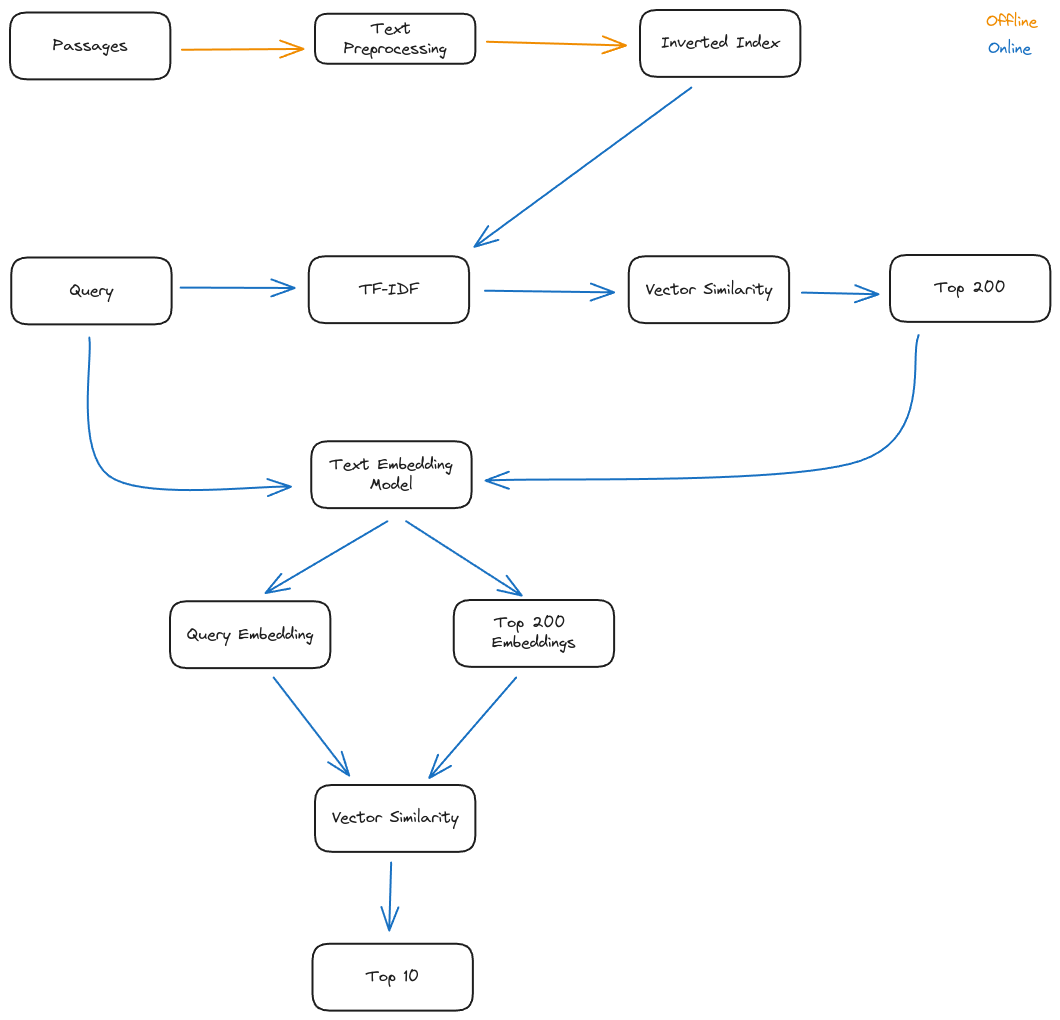 Passages
Text
Preprocessing
Inverted Index
Offline
Online
Query
TF-IDF
Vector Similarity
Top 200
Text Embedding
Model
Query Embedding
Top 200
Embeddings
Vector Similarity
Top 10